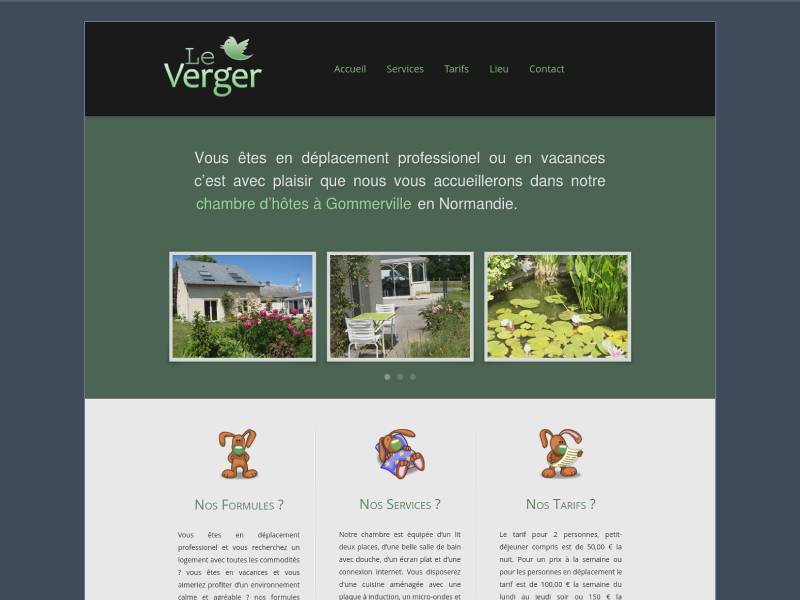 Le
Verger
Accueil Services Tarifs Lieu Contact
Vous êtes en déplacement professionel ou en vacances
c'est avec plaisir que nous vous accueillerons dans notre
chambre d'hôtes à Gommerville en Normandie.
Nos Formules ?
Vous êtes en déplacement
professionel et vous recherchez un
logement avec toutes les commodités
? vous êtes en vacances et vous
aimeriez profiter d'un environnement
calme et agréable ? nos formules
Nos Services ?
Notre chambre est équipée d'un lit
deux places, d'une belle salle de bain
avec douche, d'un écran plat et d'une
connexion internet. Vous disposerez
d'une cuisine aménagée avec une
plaque à induction, un micro-ondes et
Nos Tarifs ?
Le tarif pour 2 personnes, petit-
déjeuner compris est de 50,00 € la
nuit. Pour un prix à la semaine ou
pour les personnes en déplacement le
tarif est de 100,00 € la semaine du
lundi au jeudi soir ou 150 € la